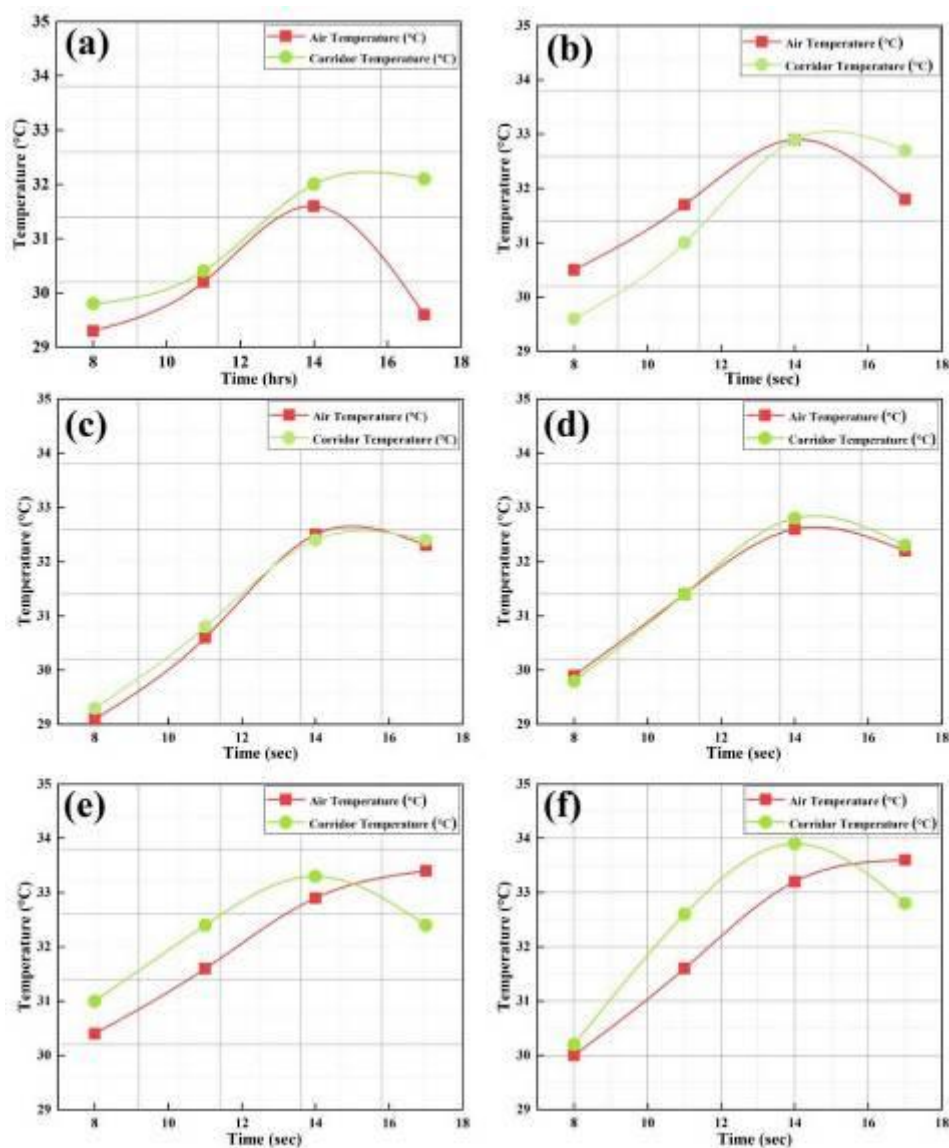 (a)
Air Temperature (°C)
Corridor Temperature (°C)
Temperature (°C)
35
34
33
32
31
30
29
8 10 12 14 16 18
Time (hrs)
(b)
Air Temperature (°C)
Corridor Temperature (°C)
Temperature (°C)
35
34
33
32
31
30
29
8 10 12 14 16 18
Time (sec)
(c)
Air Temperature (°C)
Corridor Temperature (°C)
Temperature (°C)
35
34
33
32
31
30
29
8 10 12 14 16 18
Time (sec)
(d)
Air Temperature (°C)
Corridor Temperature (°C)
Temperature (°C)
35
34
33
32
31
30
29
8 10 12 14 16 18
Time (sec)
(e)
Air Temperature (°C)
Corridor Temperature (°C)
Temperature (°C)
35
34
33
32
31
30
29
8 10 12 14 16 18
Time (sec)
(f)
Air Temperature (°C)
Corridor Temperature (°C)
Temperature (°C)
35
34
33
32
31
30
29
8 10 12 14 16 18
Time (sec)